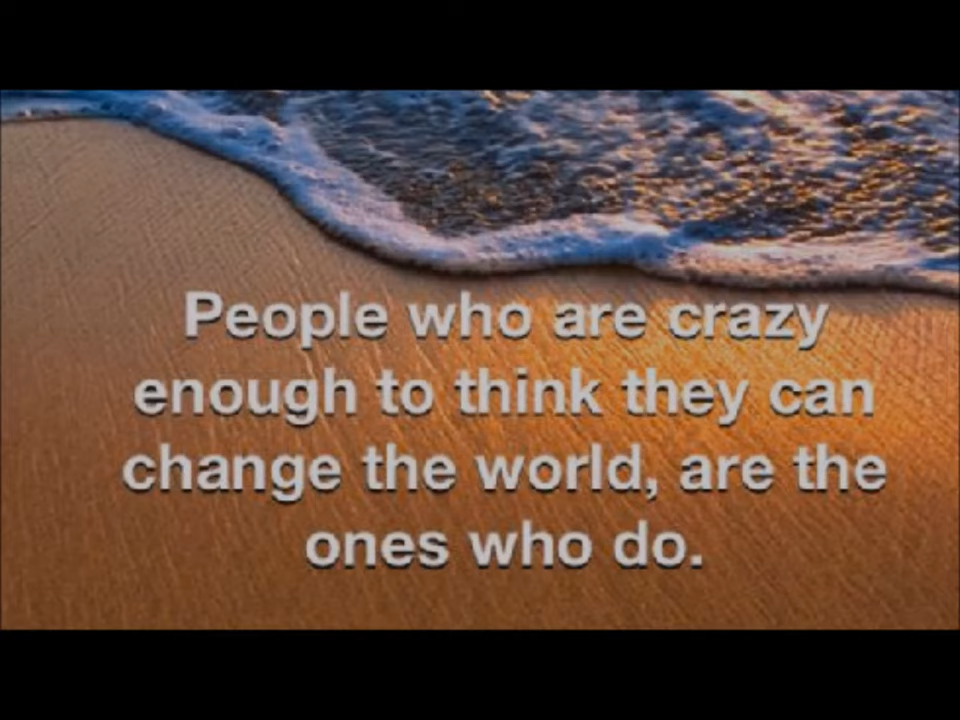 People who are crazy
enough to think they can
change the world, are the
ones who do.